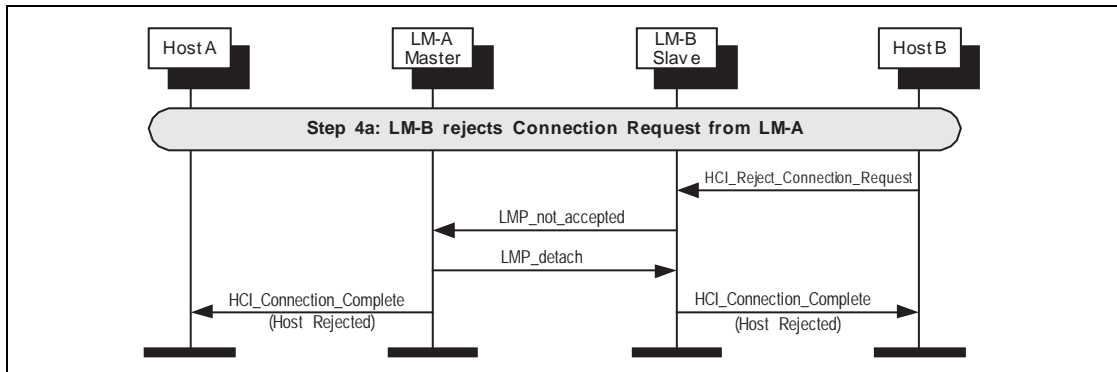 Host A
LM-A
Master
LM-B
Slave
Host B
Step 4a: LM-B rejects Connection Request from LM-A
HCI_Reject_Connection_Request
LMP_not_accepted
LMP_detach
HCI_Connection_Complete
(Host Rejected)
HCI_Connection_Complete
(Host Rejected)